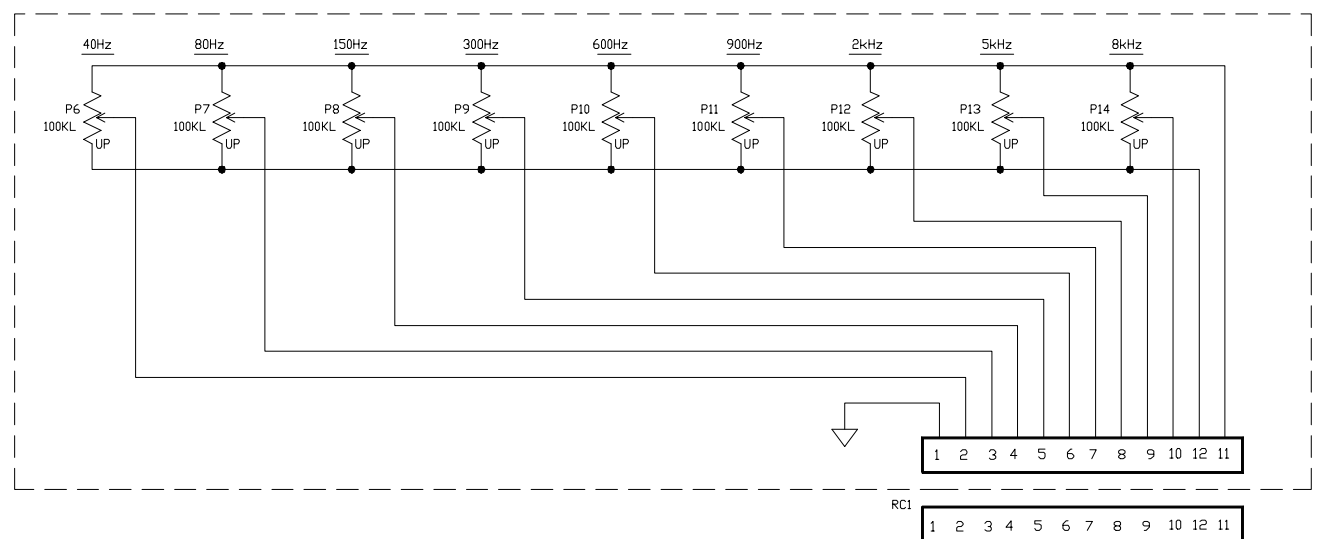 40Hz 80Hz 150Hz 300Hz 600Hz 900Hz 2kHz 5kHz 8kHz
P6 P7 P8 P9 P10 P11 P12 P13 P14
100KL 100KL 100KL 100KL 100KL 100KL 100KL 100KL 100KL
UP UP UP UP UP UP UP UP UP
1 2 3 4 5 6 7 8 9 10 12 11
RC1
1 2 3 4 5 6 7 8 9 10 12 11